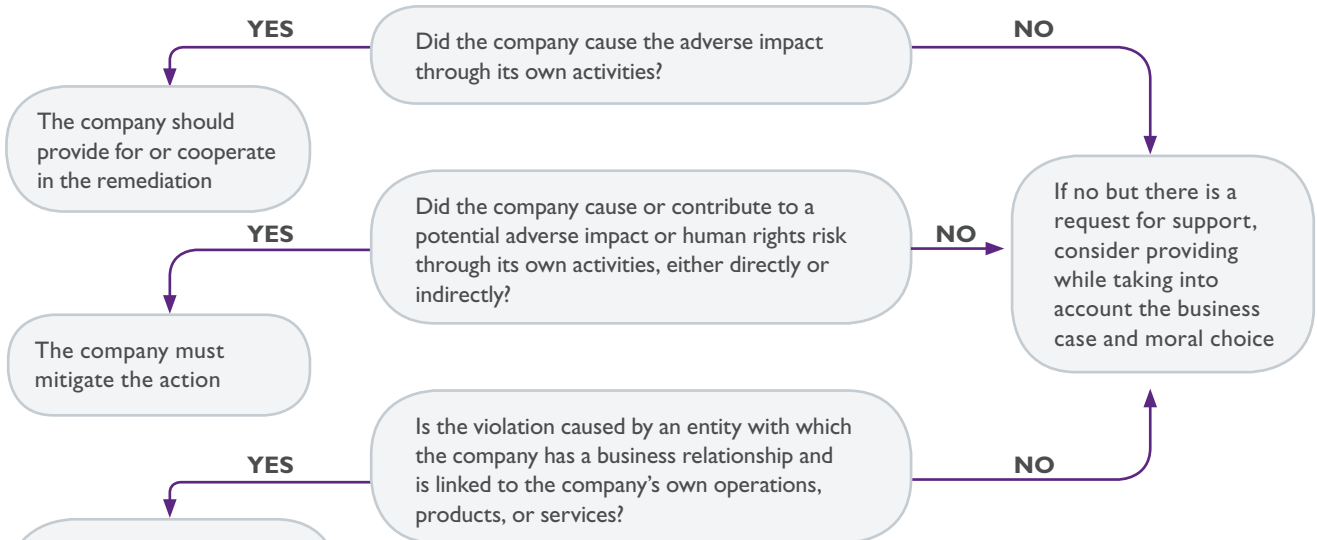 YES
Did the company cause the adverse impact
through its own activities?
NO
The company should
provide for or cooperate
in the remediation
YES
Did the company cause or contribute to a
potential adverse impact or human rights risk
through its own activities, either directly or
indirectly?
NO
If no but there is a
request for support,
consider providing
while taking into
account the business
case and moral choice
The company must
mitigate the action
YES
Is the violation caused by an entity with which
the company has a business relationship and
is linked to the company’s own operations,
products, or services?
NO